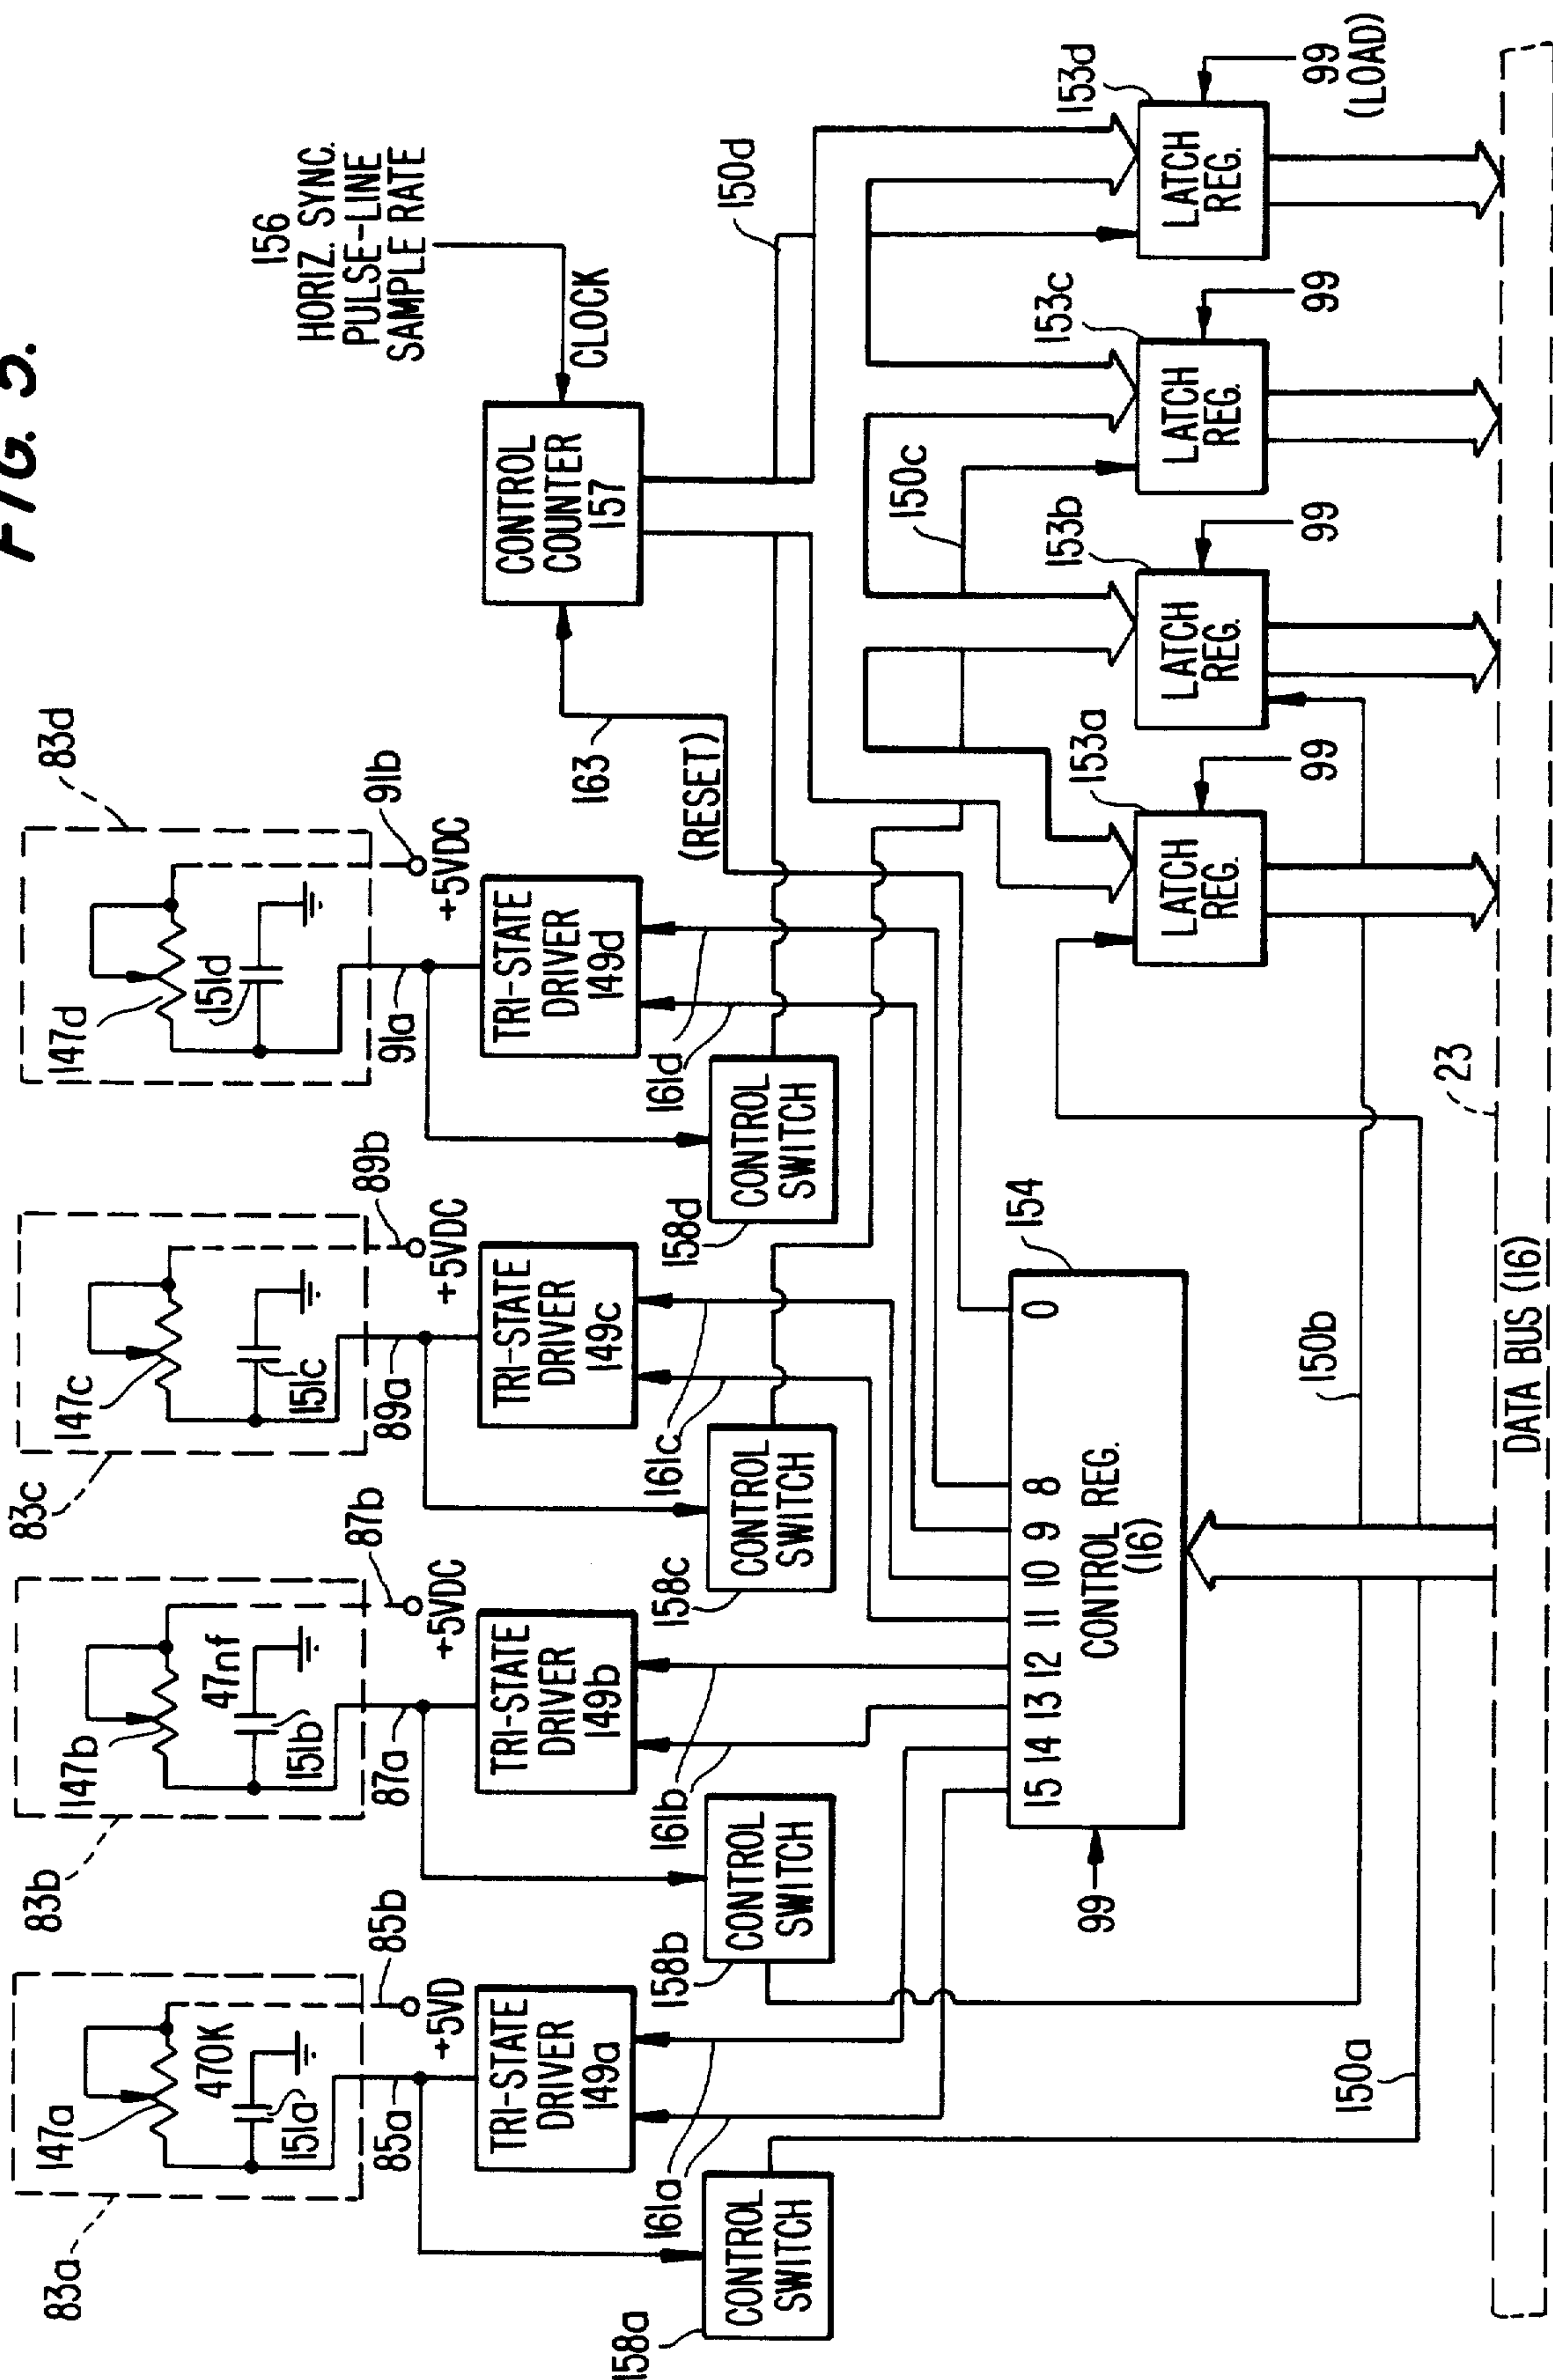 FIG. 5.
83a
83b
83c
83d
147a
147b
147c
147d
470K
47nf
151a
151b
151c
151d
85a
85b
87a
87b
89a
89b
91a
91b
+5VD
+5VDC
+5VDC
+5VDC
TRI-STATE
DRIVER
149a
TRI-STATE
DRIVER
149b
TRI-STATE
DRIVER
149c
TRI-STATE
DRIVER
149d
156
HORIZ. SYNC.
PULSE-LINE
SAMPLE RATE
CLOCK
CONTROL
COUNTER
157
163
(RESET)
161a
161b
161c
161d
158a
CONTROL
SWITCH
158b
CONTROL
SWITCH
158c
CONTROL
SWITCH
158d
CONTROL
SWITCH
150d
150c
15 14 13 12 11 10 9 8 0
CONTROL REG.
(16)
154
99
153a
LATCH
REG.
99
153b
LATCH
REG.
99
153c
LATCH
REG.
99
153d
LATCH
REG.
99
(LOAD)
150a
150b
23
DATA BUS (16)